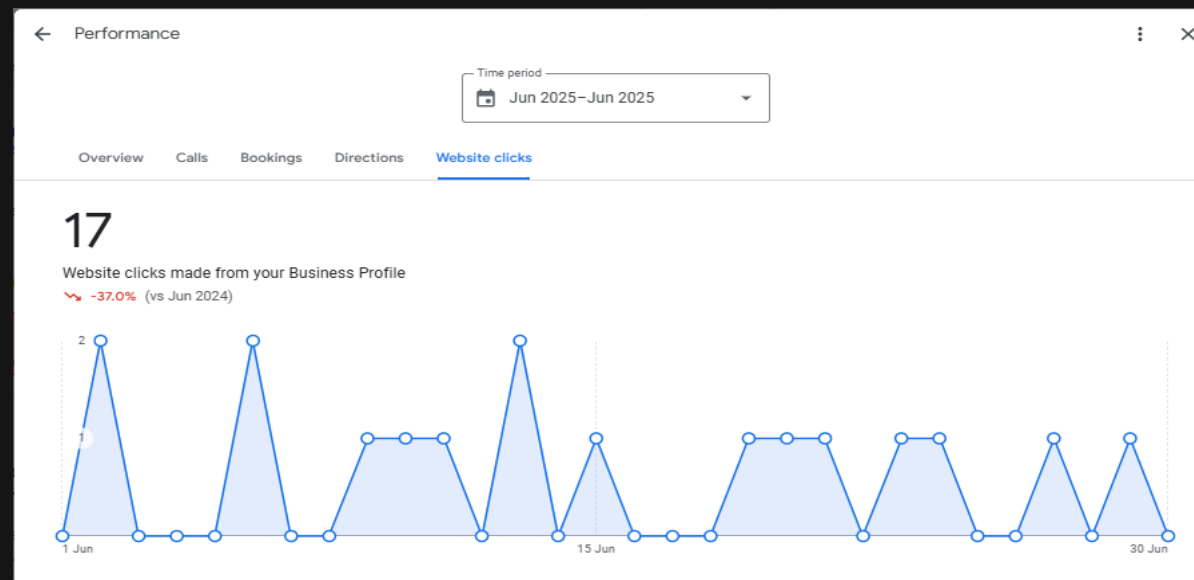 Performance
Time period
Jun 2025–Jun 2025
Overview Calls Bookings Directions Website clicks
17
Website clicks made from your Business Profile
-37.0% (vs Jun 2024)
2
1
1 Jun 15 Jun 30 Jun